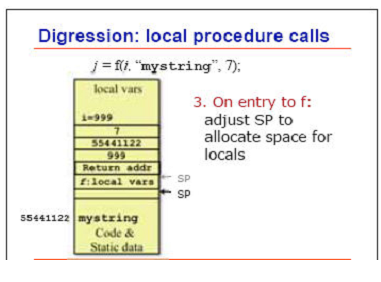 Digression: local procedure calls
j = f(i, "mystring", 7);
local vars
i=999
7
55441122
999
Return addr
f:local vars
SP
SP
3. On entry to f:
adjust SP to
allocate space for
locals
55441122 mystring
Code &
Static data